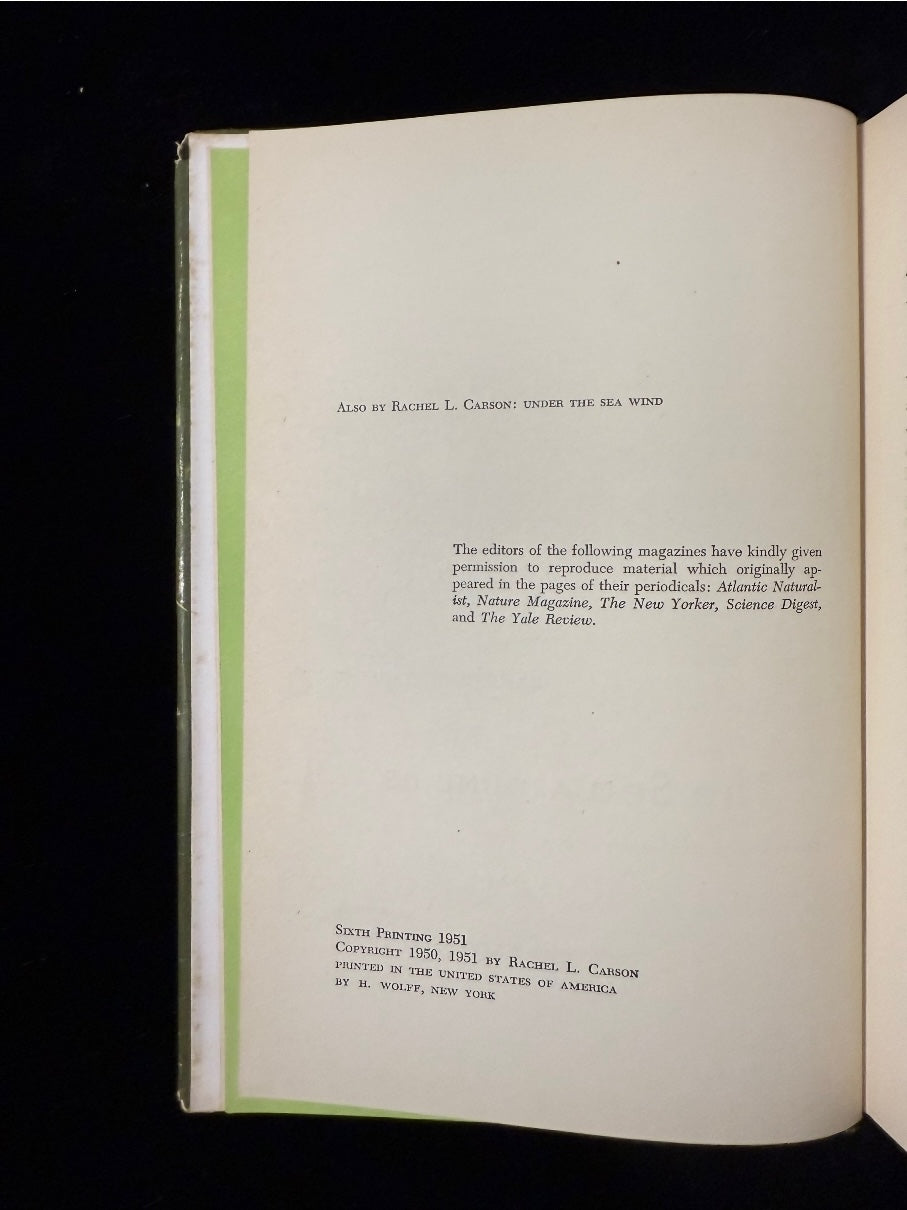 Also by Rachel L. Carson: under the sea wind
The editors of the following magazines have kindly given
permission to reproduce material which originally ap-
peared in the pages of their periodicals: Atlantic Natural-
ist, Nature Magazine, The New Yorker, Science Digest,
and The Yale Review.
Sixth Printing 1951
Copyright 1950, 1951 by Rachel L. Carson
printed in the united states of america
by h. wolff, new york